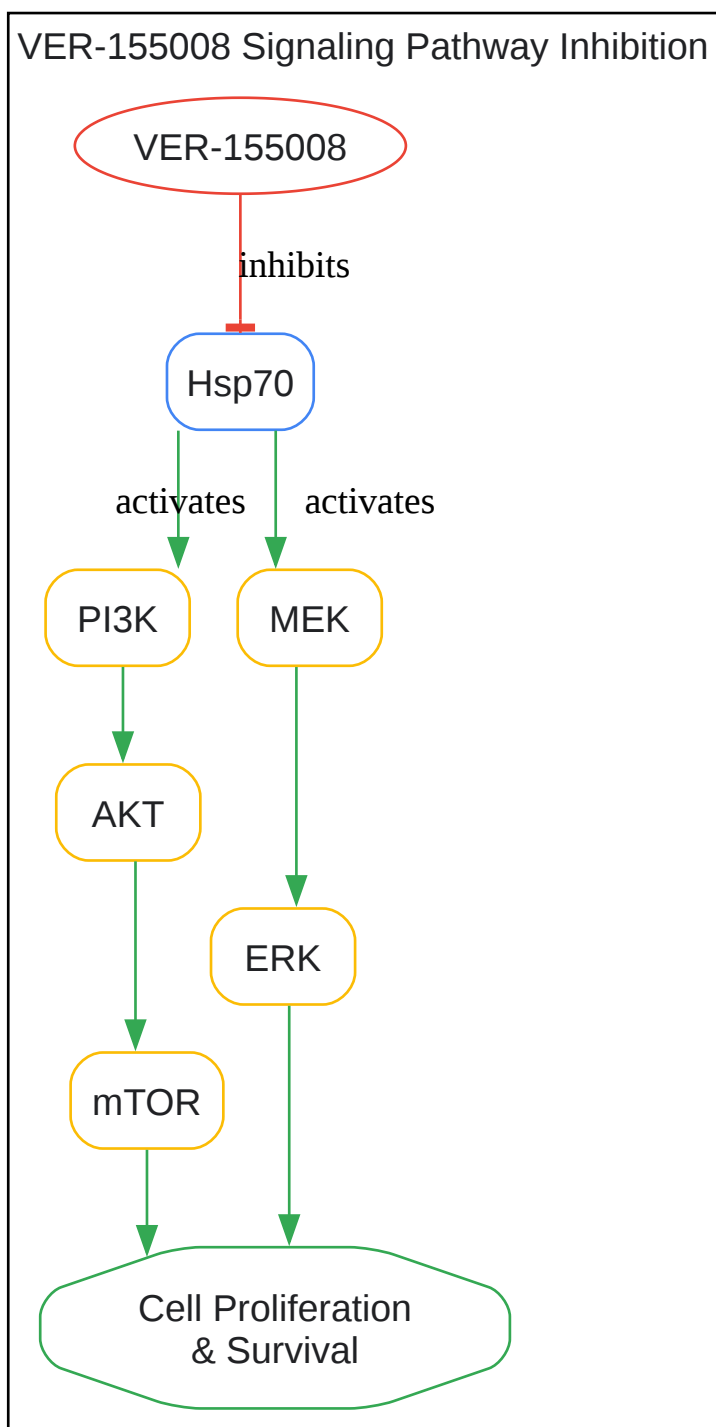 VER-155008 Signaling Pathway Inhibition
VER-155008
inhibits
Hsp70
activates
activates
PI3K
MEK
AKT
ERK
mTOR
Cell Proliferation
& Survival